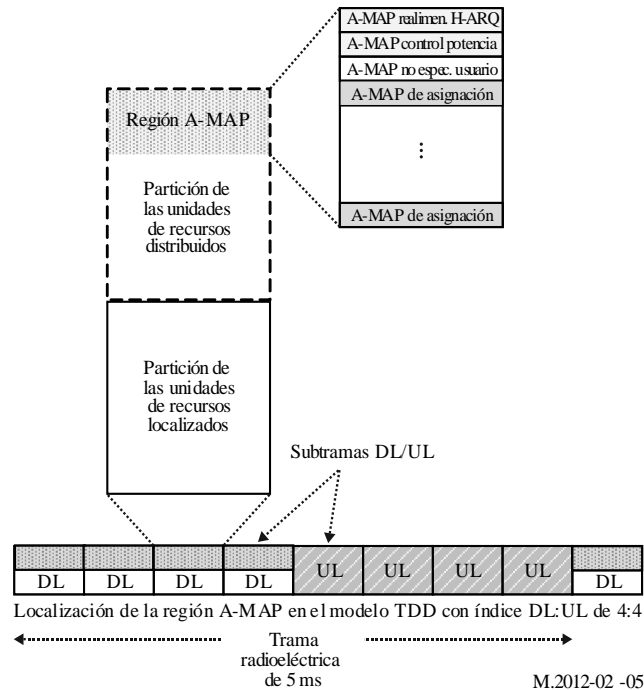 A-MAP realimen. H-ARQ
A-MAP control potencia
A-MAP no espec. usuario
A-MAP de asignación
Región A-MAP
A-MAP de asignación
Partición de
las unidades
de recursos
distribuidos
Partición de
las unidades
de recursos
localizados
Subtramas DL/UL
DL DL DL DL UL UL UL UL DL
Localización de la región A-MAP en el modelo TDD con índice DL:UL de 4:4
Trama
radioeléctrica
de 5 ms
M.2012-02 -05